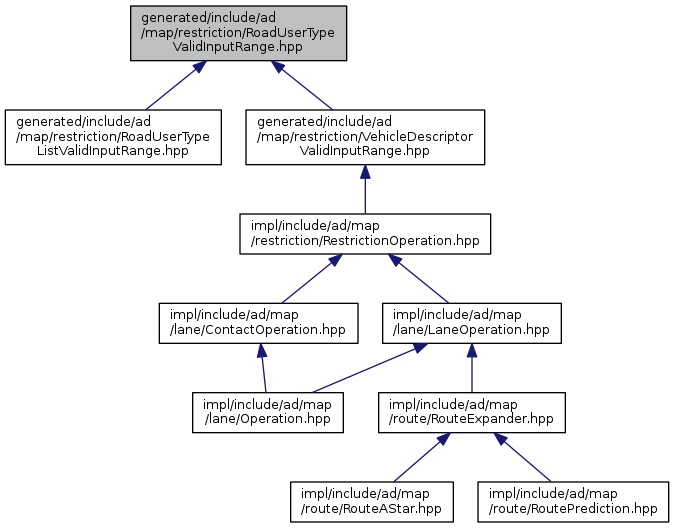 generated/include/ad
/map/restriction/RoadUserType
ValidInputRange.hpp
generated/include/ad
/map/restriction/RoadUserType
ListValidInputRange.hpp
generated/include/ad
/map/restriction/VehicleDescriptor
ValidInputRange.hpp
impl/include/ad/map
/restriction/RestrictionOperation.hpp
impl/include/ad/map
/lane/ContactOperation.hpp
impl/include/ad/map
/lane/LaneOperation.hpp
impl/include/ad/map
/lane/Operation.hpp
impl/include/ad/map
/route/RouteExpander.hpp
impl/include/ad/map
/route/RouteAStar.hpp
impl/include/ad/map
/route/RoutePrediction.hpp